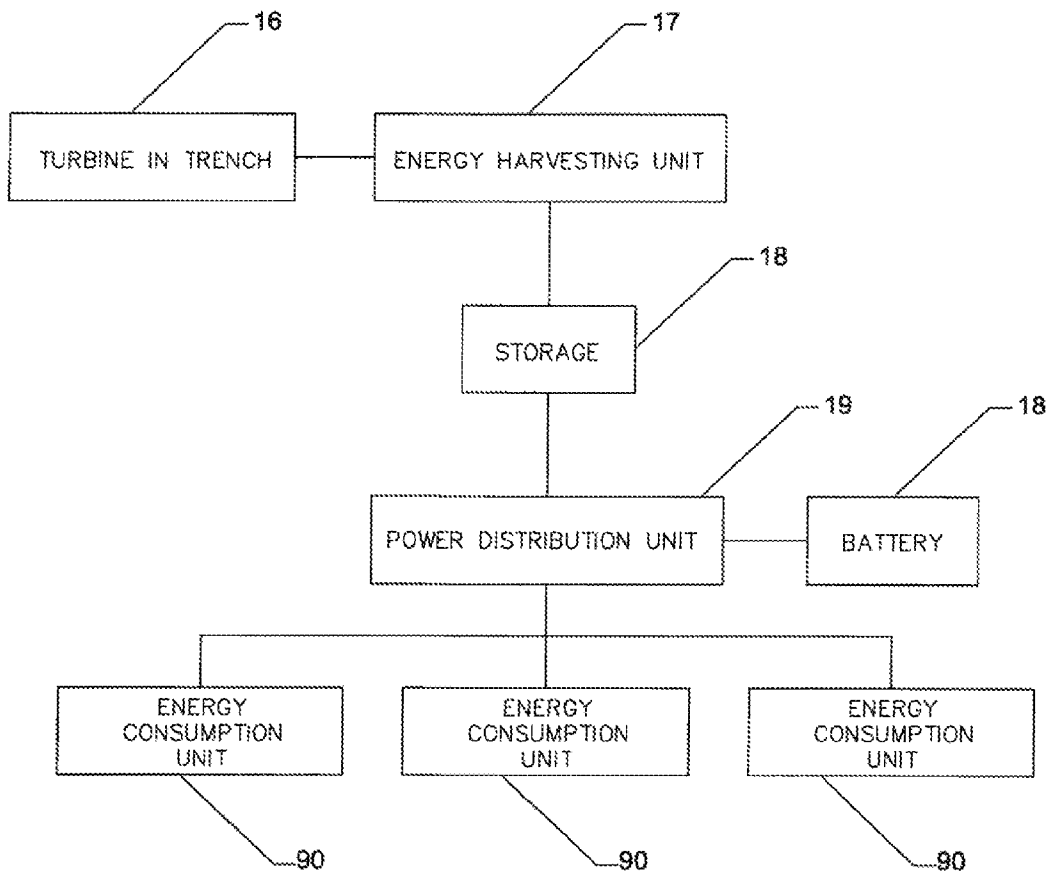 16
17
TURBINE IN TRENCH
ENERGY HARVESTING UNIT
18
STORAGE
19
18
POWER DISTRIBUTION UNIT
BATTERY
ENERGY
CONSUMPTION
UNIT
ENERGY
CONSUMPTION
UNIT
ENERGY
CONSUMPTION
UNIT
90
90
90